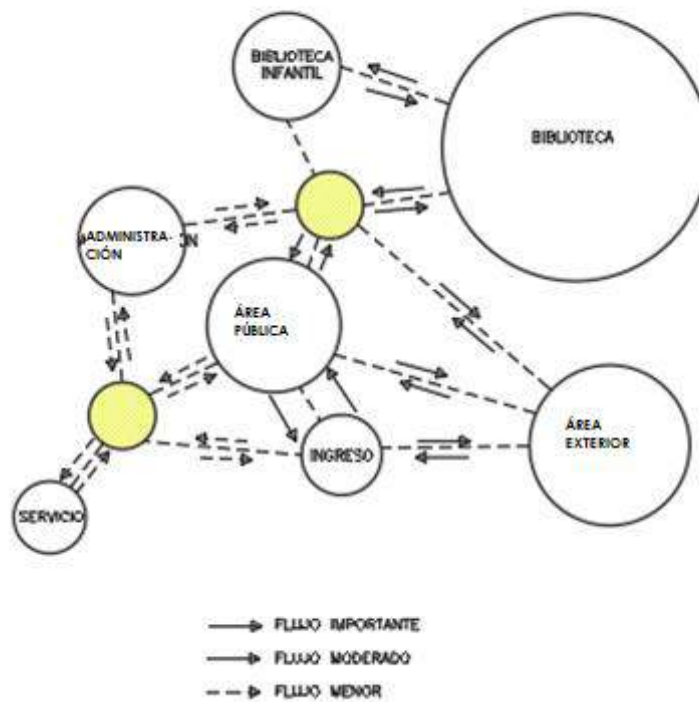 BIBLIOTECA
INFANTIL
BIBLIOTECA
ADMINISTRA-
CIÓN
ÁREA
PÚBLICA
ÁREA
EXTERIOR
INGRESO
SERVICIO
FLUJO IMPORTANTE
FLUJO MODERADO
FLUJO MENOR